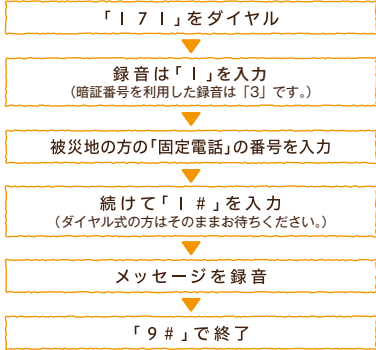 「171」をダイヤル
録音は「1」を入力
(暗証番号を利用した録音は「3」です。)
被災地の方の「固定電話」の番号を入力
続けて「1#」を入力
(ダイヤル式の方はそのままお待ちください。)
メッセージを録音
「9#」で終了